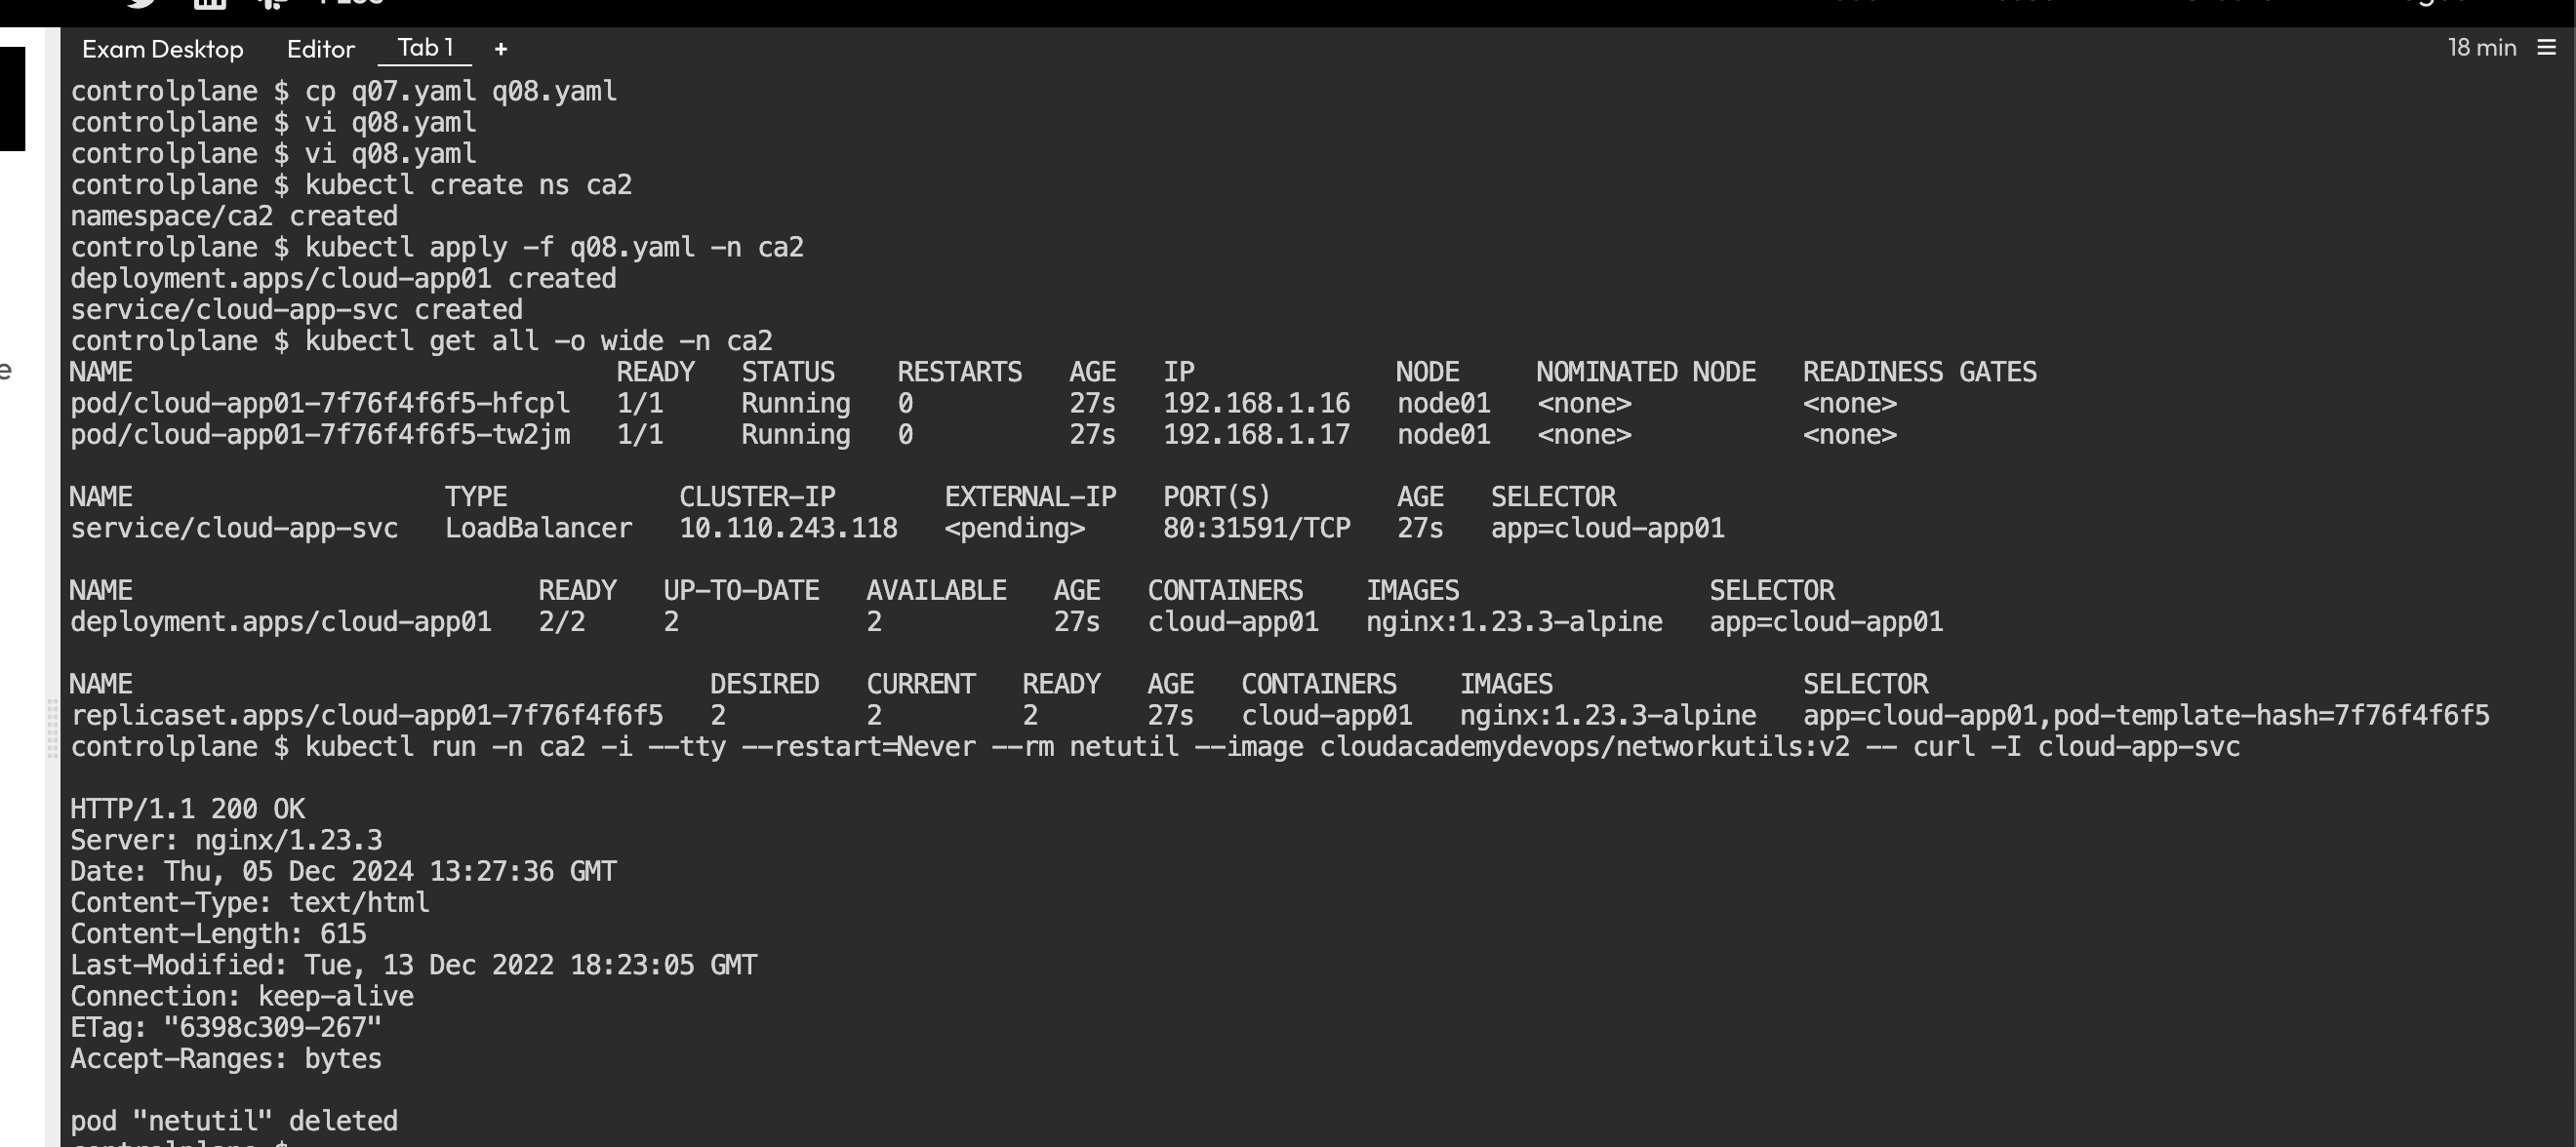 Exam Desktop Editor Tab 1 + 18 min
controlplane $ cp q07.yaml q08.yaml
controlplane $ vi q08.yaml
controlplane $ vi q08.yaml
controlplane $ kubectl create ns ca2
namespace/ca2 created
controlplane $ kubectl apply -f q08.yaml -n ca2
deployment.apps/cloud-app01 created
service/cloud-app-svc created
controlplane $ kubectl get all -o wide -n ca2
NAME READY STATUS RESTARTS AGE IP NODE NOMINATED NODE READINESS GATES
pod/cloud-app01-7f76f4f6f5-hfcpl 1/1 Running 0 27s 192.168.1.16 node01 <none> <none>
pod/cloud-app01-7f76f4f6f5-tw2jm 1/1 Running 0 27s 192.168.1.17 node01 <none> <none>
NAME TYPE CLUSTER-IP EXTERNAL-IP PORT(S) AGE SELECTOR
service/cloud-app-svc LoadBalancer 10.110.243.118 <pending> 80:31591/TCP 27s app=cloud-app01
NAME READY UP-TO-DATE AVAILABLE AGE CONTAINERS IMAGES SELECTOR
deployment.apps/cloud-app01 2/2 2 2 27s cloud-app01 nginx:1.23.3-alpine app=cloud-app01
NAME DESIRED CURRENT READY AGE CONTAINERS IMAGES SELECTOR
replicaset.apps/cloud-app01-7f76f4f6f5 2 2 2 27s cloud-app01 nginx:1.23.3-alpine app=cloud-app01,pod-template-hash=7f76f4f6f5
controlplane $ kubectl run -n ca2 -i --tty --restart=Never --rm netutil --image cloudacademydevops/networkutils:v2 -- curl -I cloud-app-svc
HTTP/1.1 200 OK
Server: nginx/1.23.3
Date: Thu, 05 Dec 2024 13:27:36 GMT
Content-Type: text/html
Content-Length: 615
Last-Modified: Tue, 13 Dec 2022 18:23:05 GMT
Connection: keep-alive
ETag: "6398c309-267"
Accept-Ranges: bytes
pod "netutil" deleted
controlplane $
e